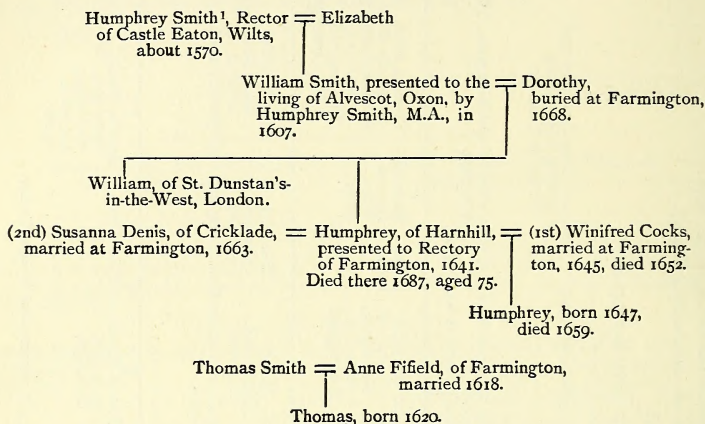 Humphrey Smith¹, Rector = Elizabeth
of Castle Eaton, Wilts,
about 1570.
William Smith, presented to the = Dorothy,
living of Alvescot, Oxon, by buried at Farmington,
Humphrey Smith, M.A., in 1668.
1607.
William, of St. Dunstan's-
in-the-West, London.
(2nd) Susanna Denis, of Cricklade, = Humphrey, of Harnhill, = (1st) Winifred Cocks,
married at Farmington, 1663. presented to Rectory married at Farming-
of Farmington, 1641. ton, 1645, died 1652.
Died there 1687, aged 75.
Humphrey, born 1647,
died 1659.
Thomas Smith = Anne Fifield, of Farmington,
married 1618.
Thomas, born 1620.